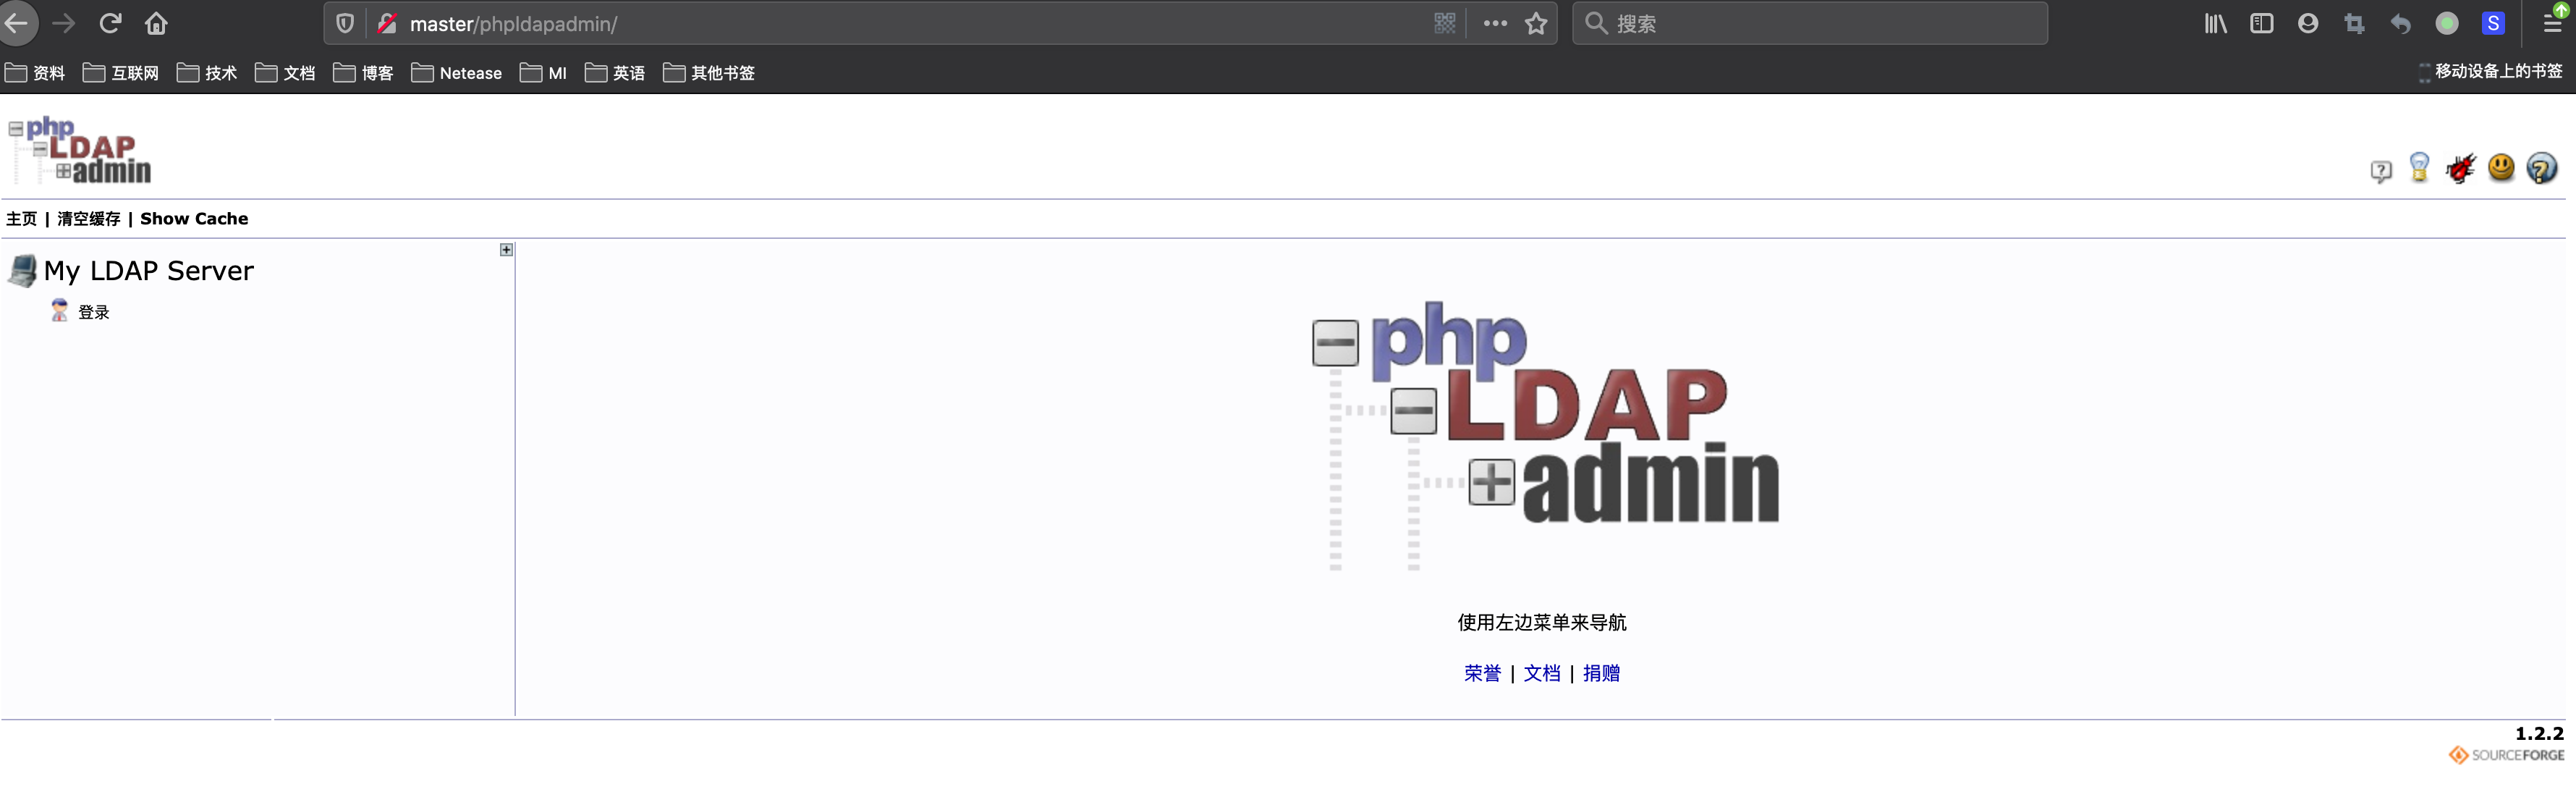 master/phpldapadmin/
搜索
S
资料 互联网 技术 文档 博客 Netease MI 英语 其他书签 移动设备上的书签
php
LDAP
admin
主页 | 清空缓存 | Show Cache
My LDAP Server
登录
php
LDAP
admin
使用左边菜单来导航
荣誉 | 文档 | 捐赠
1.2.2
SOURCEFORGE